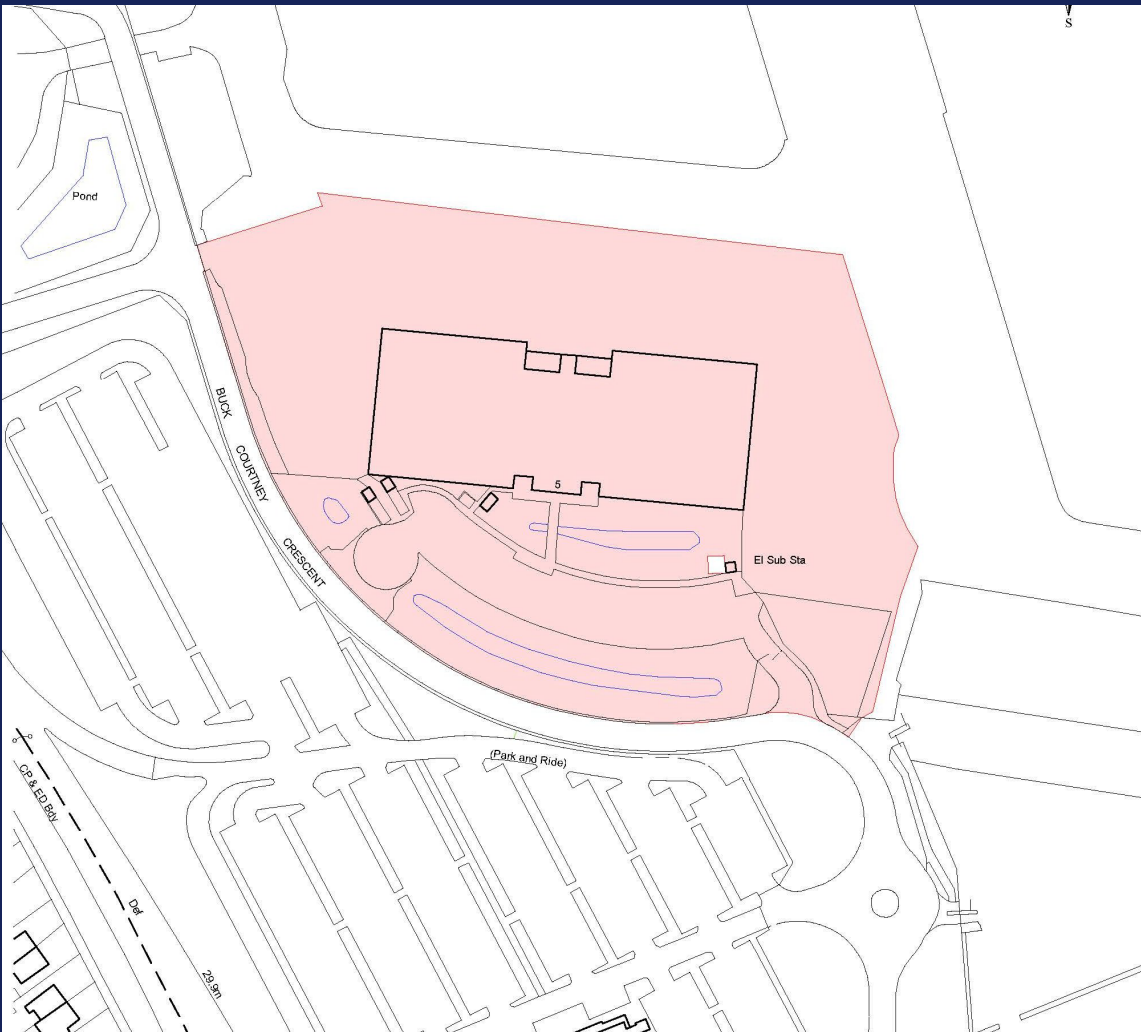 S
Pond
BUCK
COURTNEY
CRESCENT
5
El Sub Sta
(Park and Ride)
CP & ED Bdy
Def
29.9m